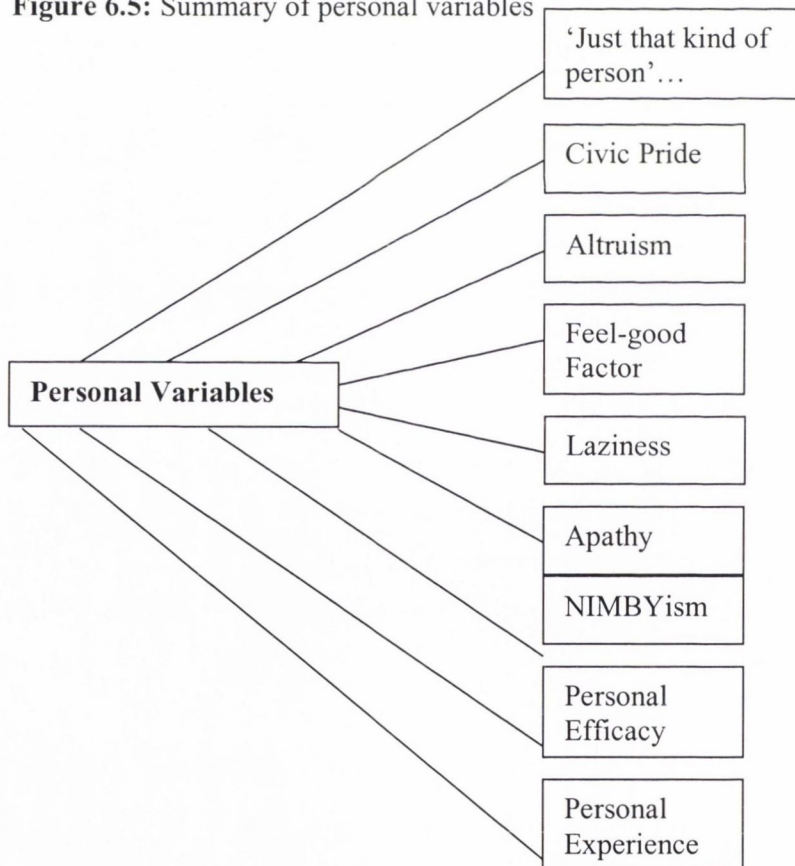 Figure 6.5: Summary of personal variables
‘Just that kind of
person’…
Civic Pride
Altruism
Feel-good
Factor
Personal Variables
Laziness
Apathy
NIMBYism
Personal
Efficacy
Personal
Experience